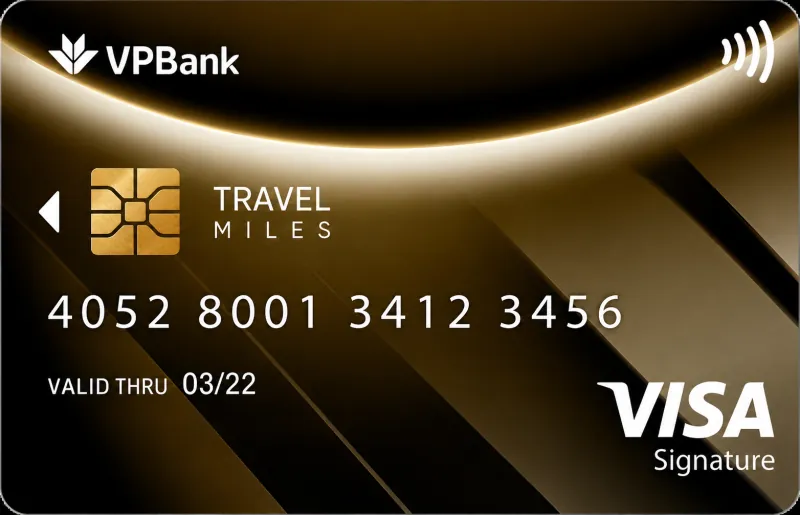 VPBank
TRAVEL
MILES
4052 8001 3412 3456
VALID THRU 03/22
VISA
Signature